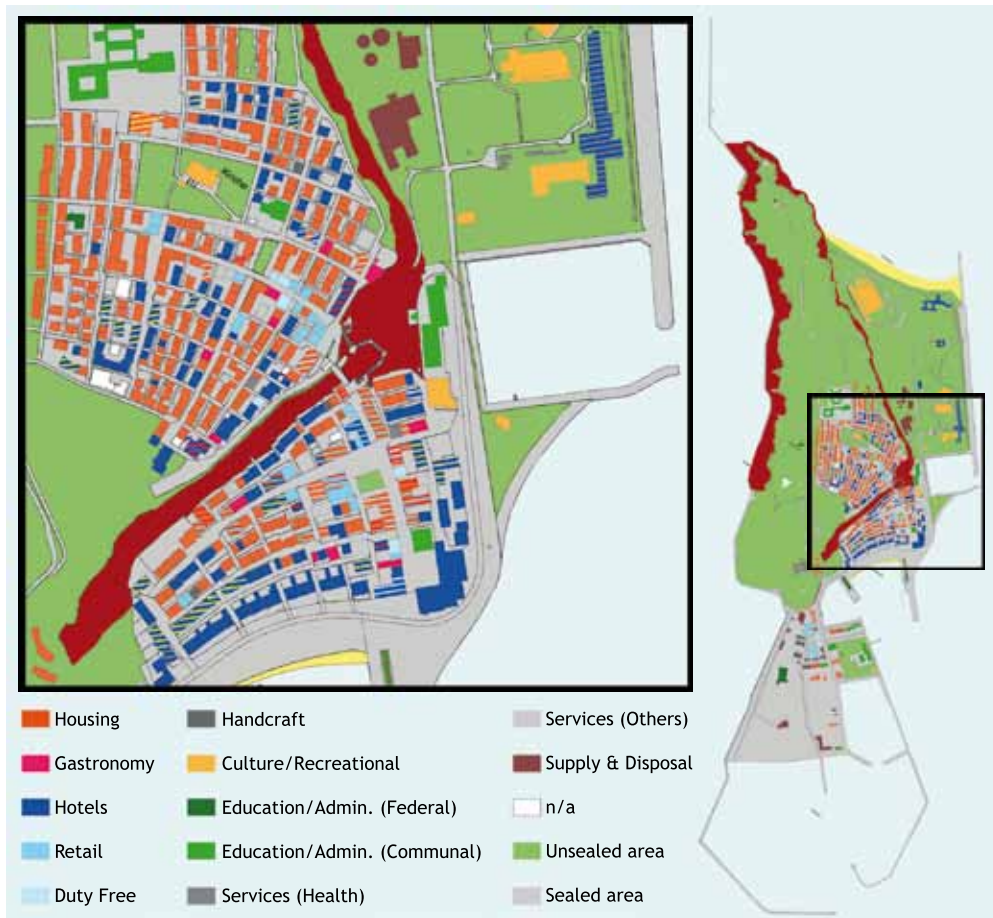 Housing
Gastronomy
Hotels
Retail
Duty Free
Handcraft
Culture/Recreational
Education/Admin. (Federal)
Education/Admin. (Communal)
Services (Health)
Services (Others)
Supply & Disposal
n/a
Unsealed area
Sealed area